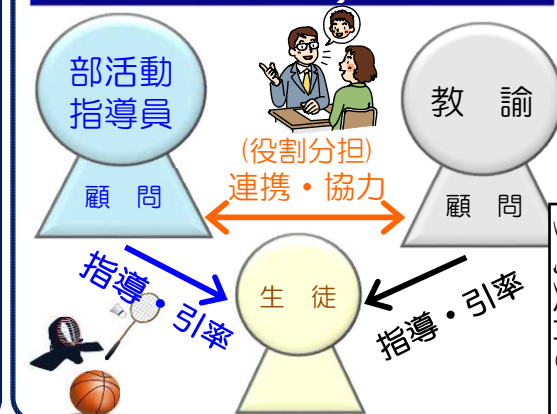 部活動
指導員
顧　問
(役割分担)
連携・協力
教　諭
顧　問
指導・引率
生　徒
指導・引率